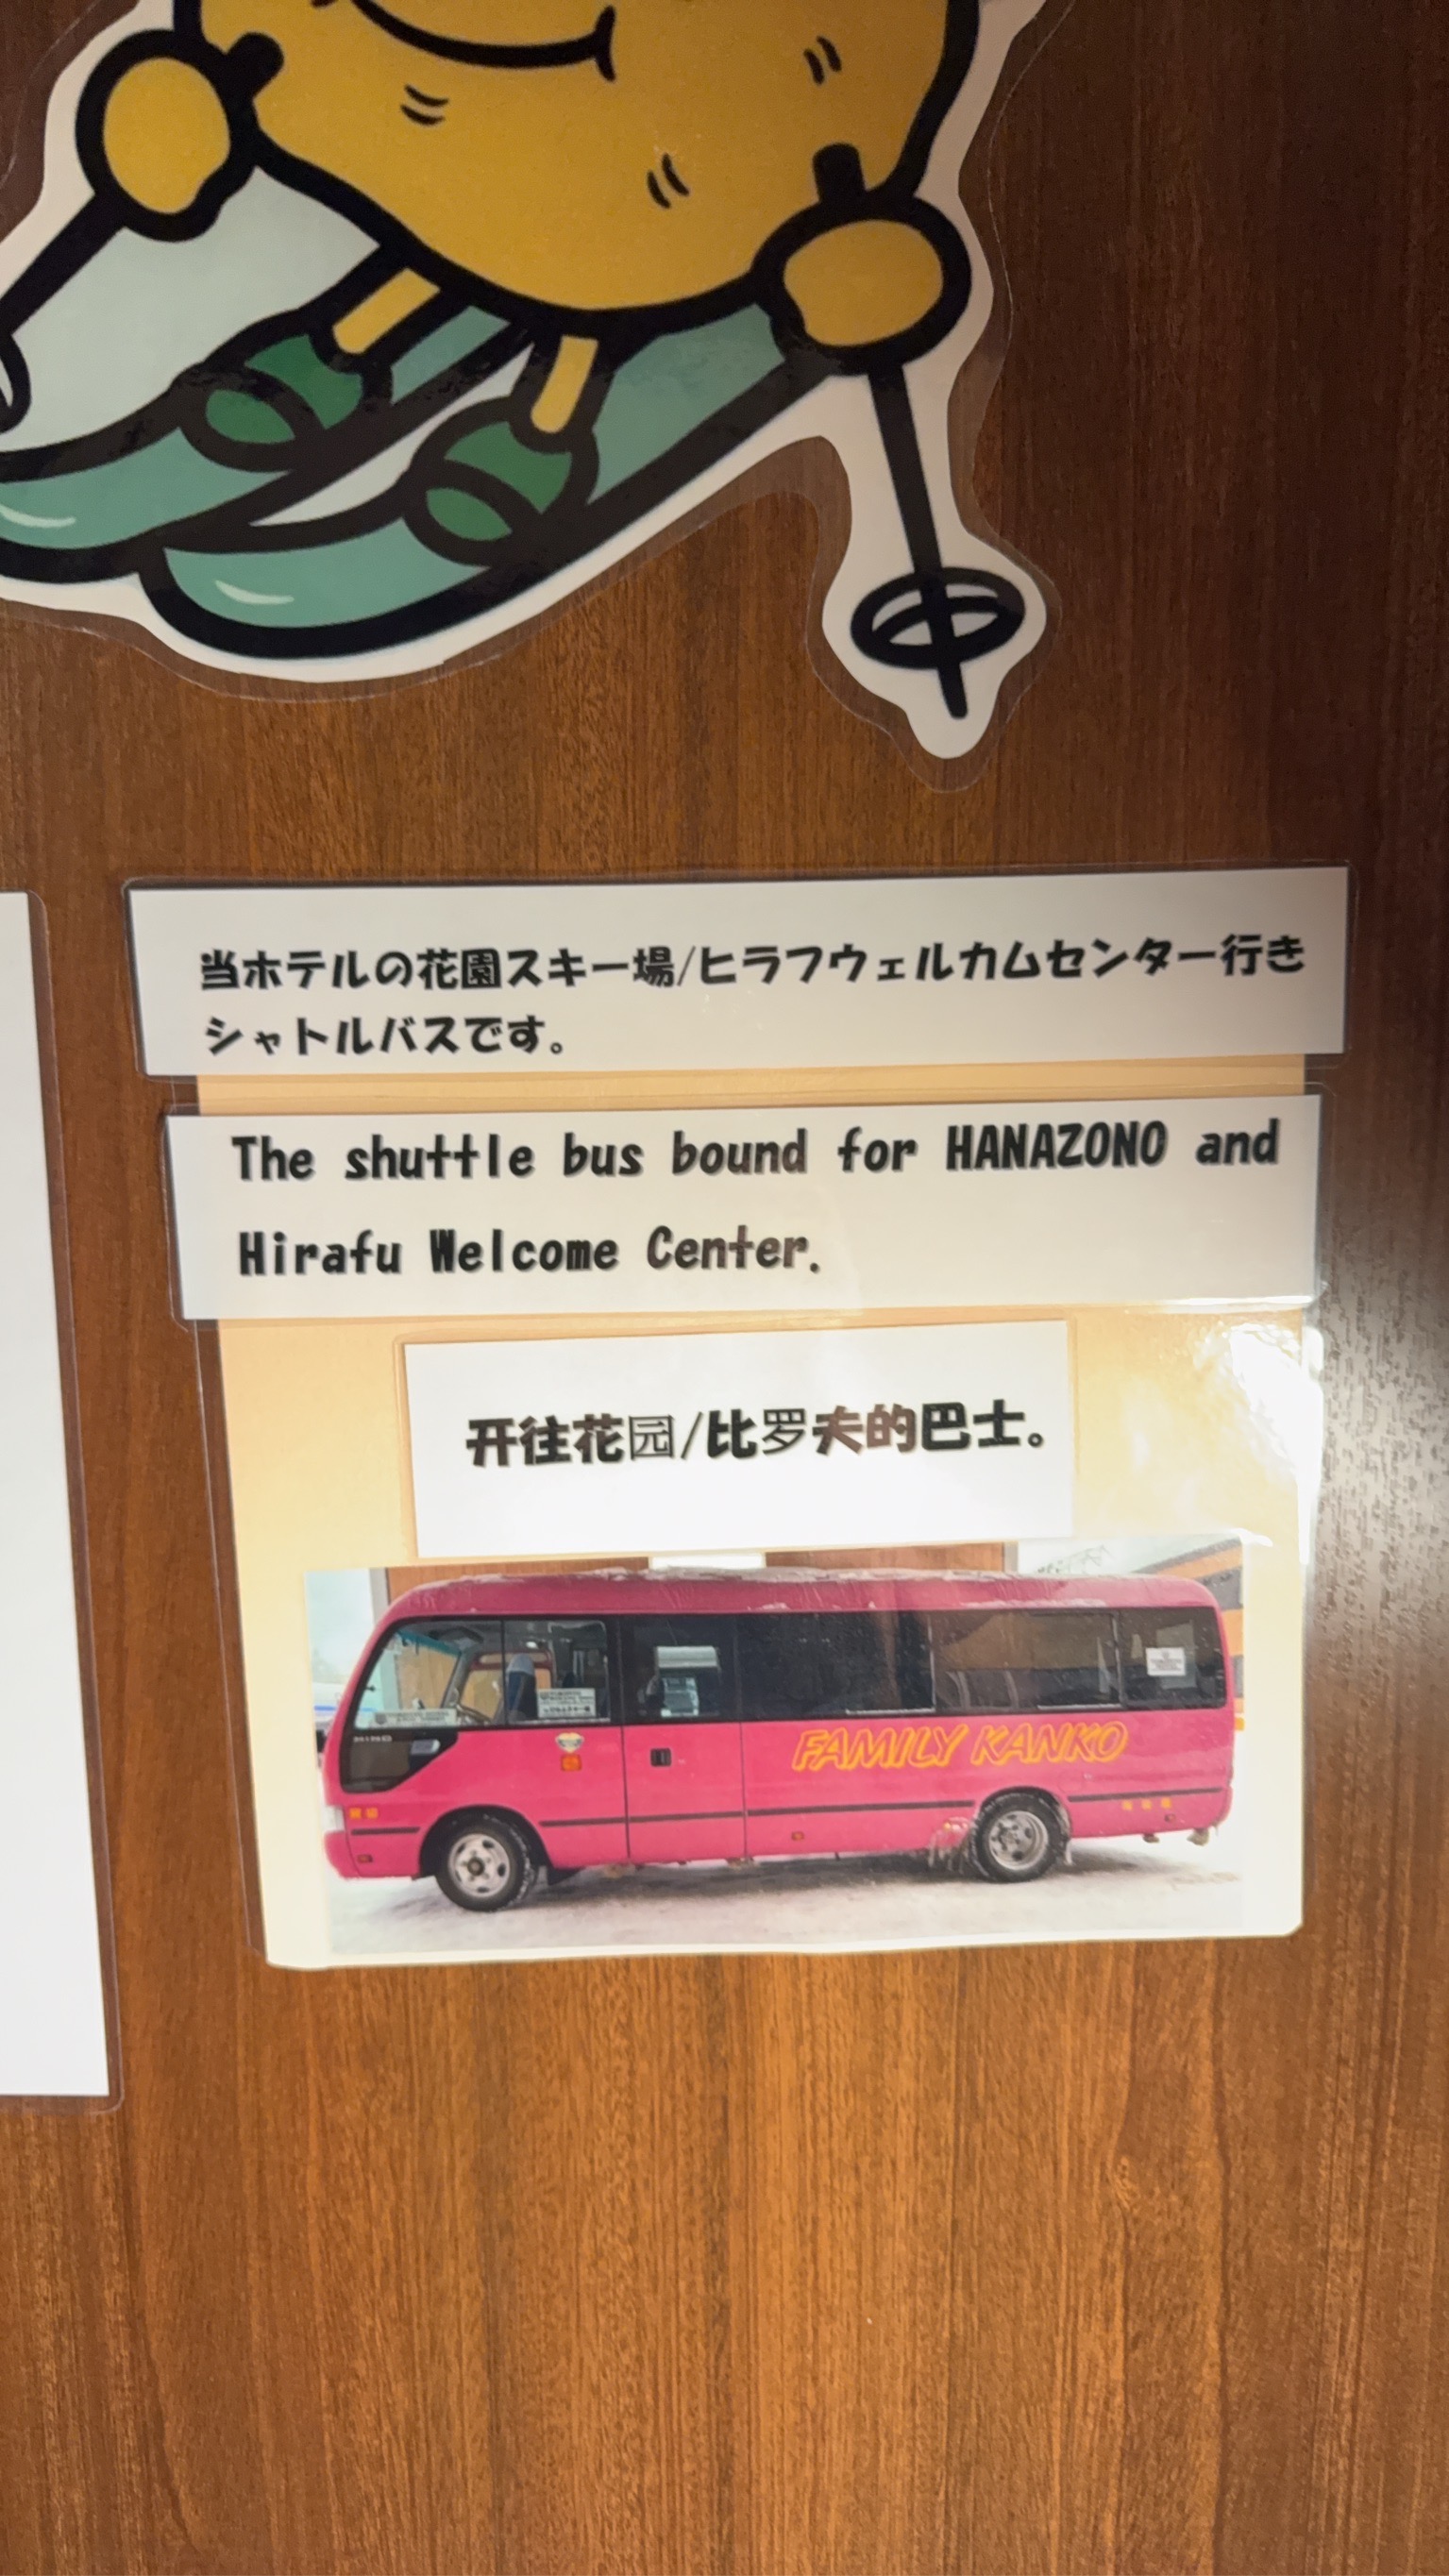 当ホテルの花園スキー場/ヒラフウェルカムセンター行き
シャトルバスです。
The shuttle bus bound for HANAZONO and
Hirafu Welcome Center.
开往花园/比罗夫的巴士。
FAMILY KANKO